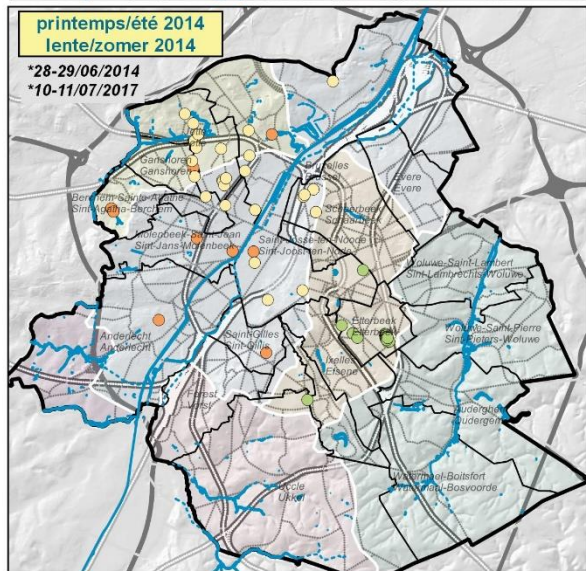 printemps/été 2014
lente/zomer 2014
*28-29/06/2014
*10-11/07/2017
Jette
Jette
Ganshoren
Ganshoren
Bruxelles
Brussel
Evere
Evere
Berchem-Sainte-Agathe
Sint-Agatha-Berchem
Schaerbeek
Schaarbeek
Molenbeek-Saint-Jean
Sint-Jans-Molenbeek
Saint-Josse-ten-Noode
Sint-Joost-ten-Node
Woluwe-Saint-Lambert
Sint-Lambrechts-Woluwe
Etterbeek
Etterbeek
Woluwe-Saint-Pierre
Sint-Pieters-Woluwe
Anderlecht
Anderlecht
Saint-Gilles
Sint-Gillis
Ixelles
Elsene
Forest
Vorst
Auderghem
Oudergem
Uccle
Ukkel
Watermael-Boitsfort
Watermaal-Bosvoorde